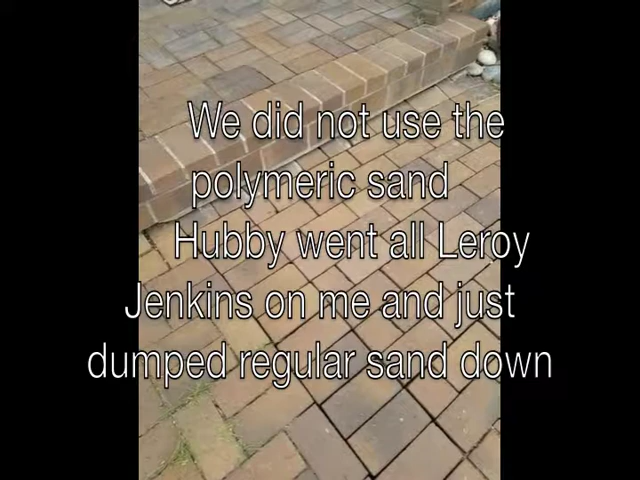 We did not use the
polymeric sand
Hubby went all Leroy
Jenkins on me and just
dumped regular sand down